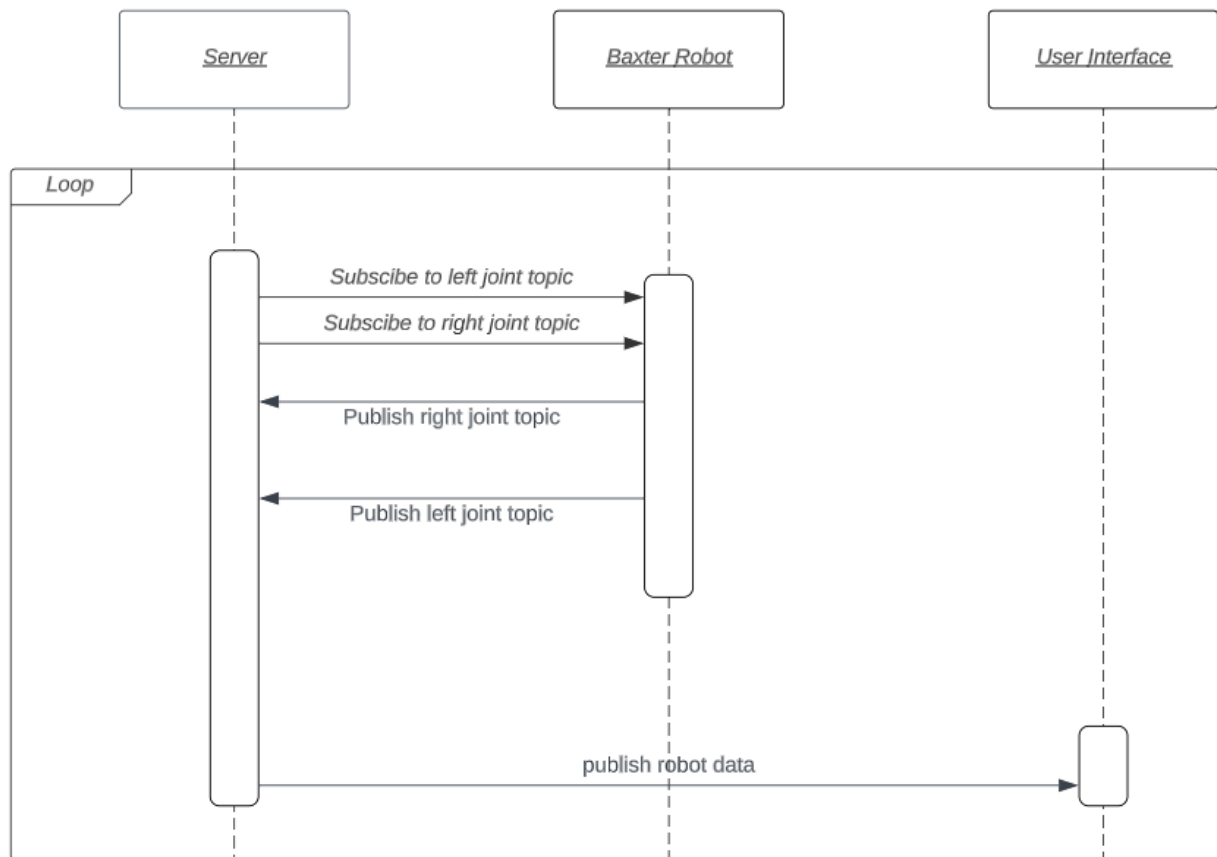 Server
Baxter Robot
User Interface
Loop
Subscibe to left joint topic
Subscibe to right joint topic
Publish right joint topic
Publish left joint topic
publish robot data